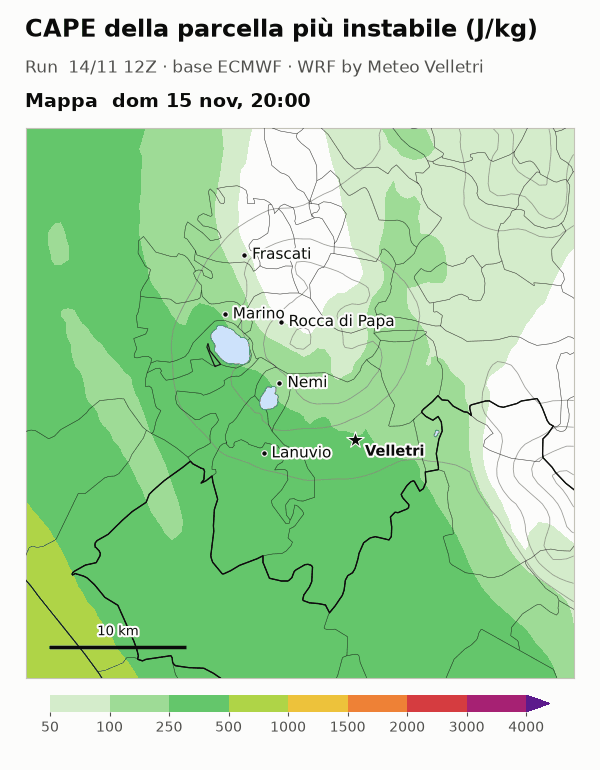 CAPE della parcella più instabile (J/kg)
Run  14/11 12Z · base ECMWF · WRF by Meteo Velletri
Mappa  dom 15 nov, 20:00
Frascati
Marino
Rocca di Papa
Nemi
Velletri
Lanuvio
10 km
50 100 250 500 1000 1500 2000 3000 4000